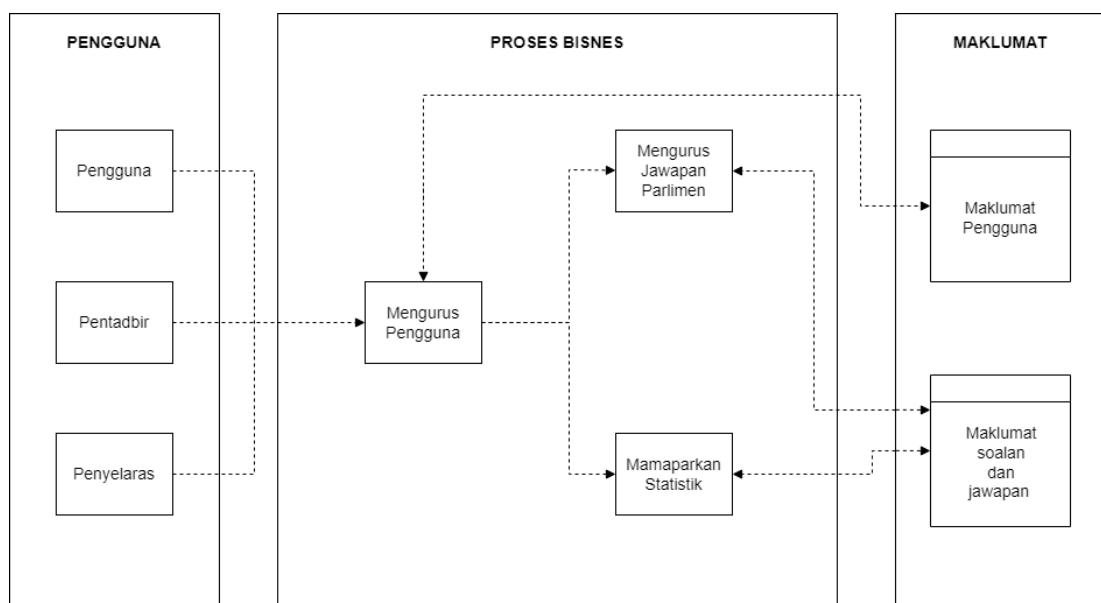 PENGGUNA
Pengguna
Pentadbir
Penyelaras
PROSES BISNES
Mengurus
Pengguna
Mengurus
Jawapan
Parlimen
Mamaparkan
Statistik
MAKLUMAT
Maklumat
Pengguna
Maklumat
soalan
dan
jawapan